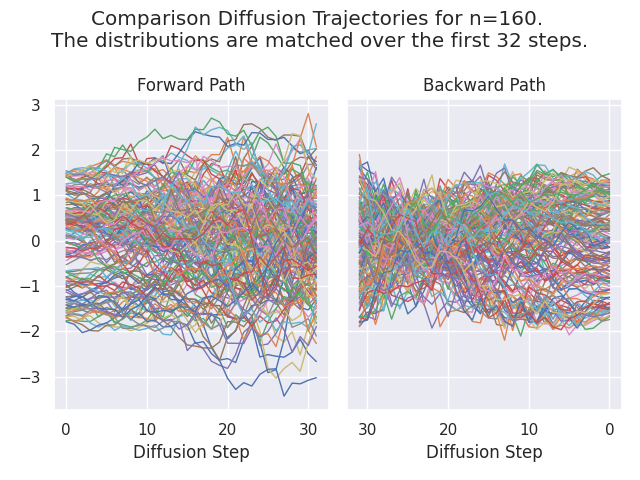 Comparison Diffusion Trajectories for n=160.
The distributions are matched over the first 32 steps.
Forward Path
Backward Path
3
2
1
0
−1
−2
−3
0 10 20 30
30 20 10 0
Diffusion Step
Diffusion Step